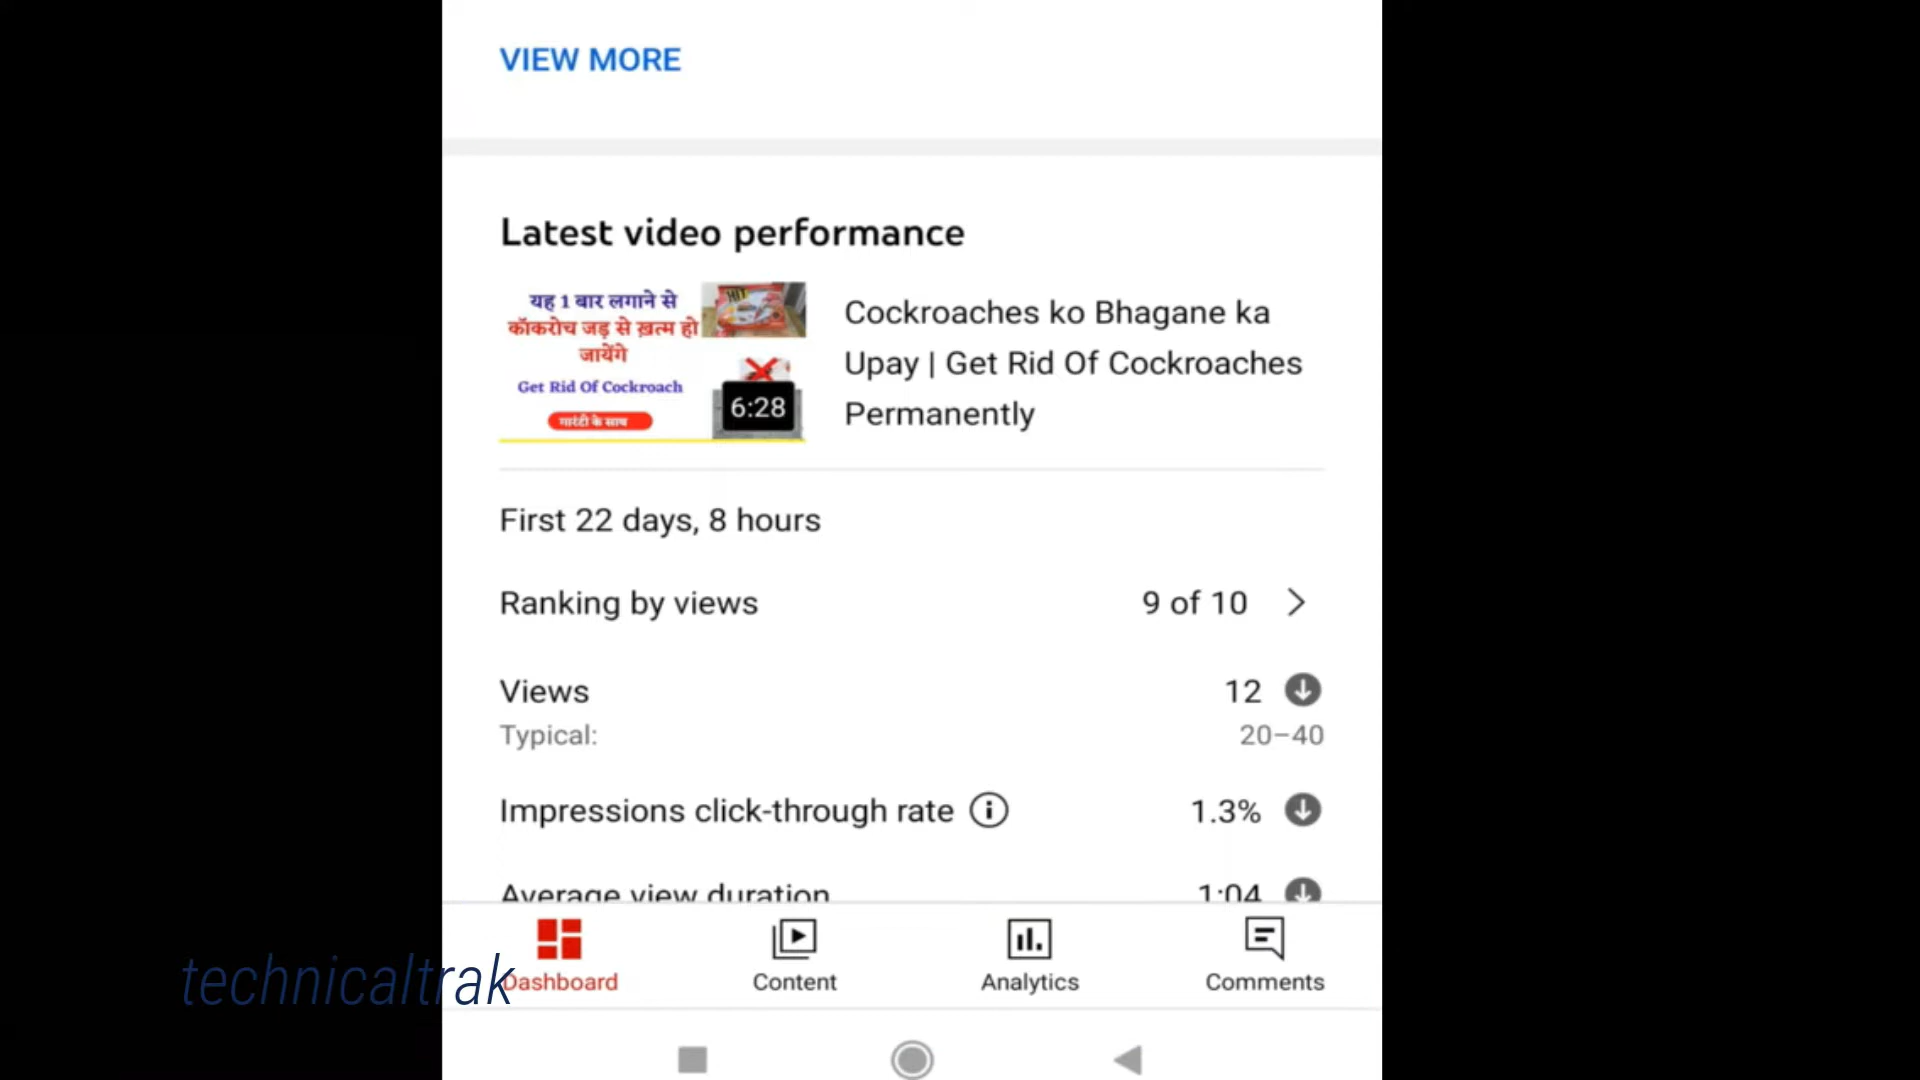 VIEW MORE
Latest video performance
यह 1 बार लगाने से
कॉकरोच जड़ से ख़त्म हो
जायेंगे
Get Rid Of Cockroach
गारंटी के साथ
HIT
6:28
Cockroaches ko Bhagane ka
Upay | Get Rid Of Cockroaches
Permanently
First 22 days, 8 hours
Ranking by views 9 of 10
Views 12
Typical: 20–40
Impressions click-through rate 1.3%
Average view duration 1:04
Dashboard Content Analytics Comments
technicaltrak